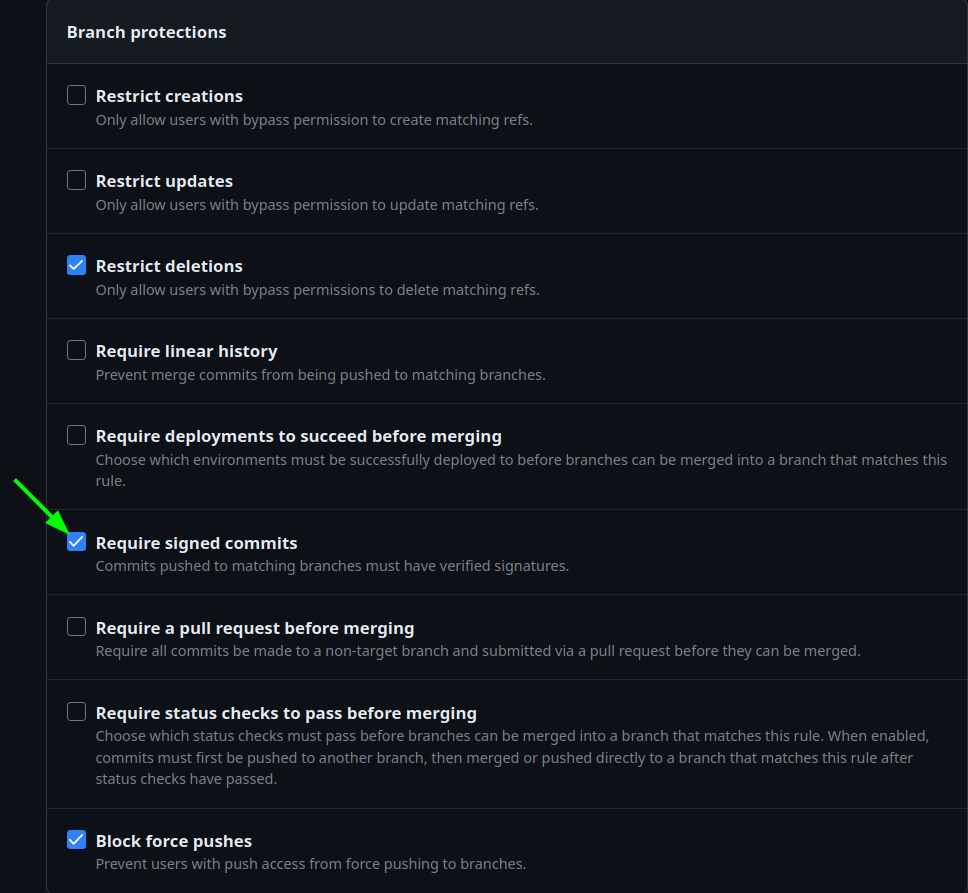 Branch protections
Restrict creations
Only allow users with bypass permission to create matching refs.
Restrict updates
Only allow users with bypass permission to update matching refs.
Restrict deletions
Only allow users with bypass permissions to delete matching refs.
Require linear history
Prevent merge commits from being pushed to matching branches.
Require deployments to succeed before merging
Choose which environments must be successfully deployed to before branches can be merged into a branch that matches this
rule.
Require signed commits
Commits pushed to matching branches must have verified signatures.
Require a pull request before merging
Require all commits be made to a non-target branch and submitted via a pull request before they can be merged.
Require status checks to pass before merging
Choose which status checks must pass before branches can be merged into a branch that matches this rule. When enabled,
commits must first be pushed to another branch, then merged or pushed directly to a branch that matches this rule after
status checks have passed.
Block force pushes
Prevent users with push access from force pushing to branches.